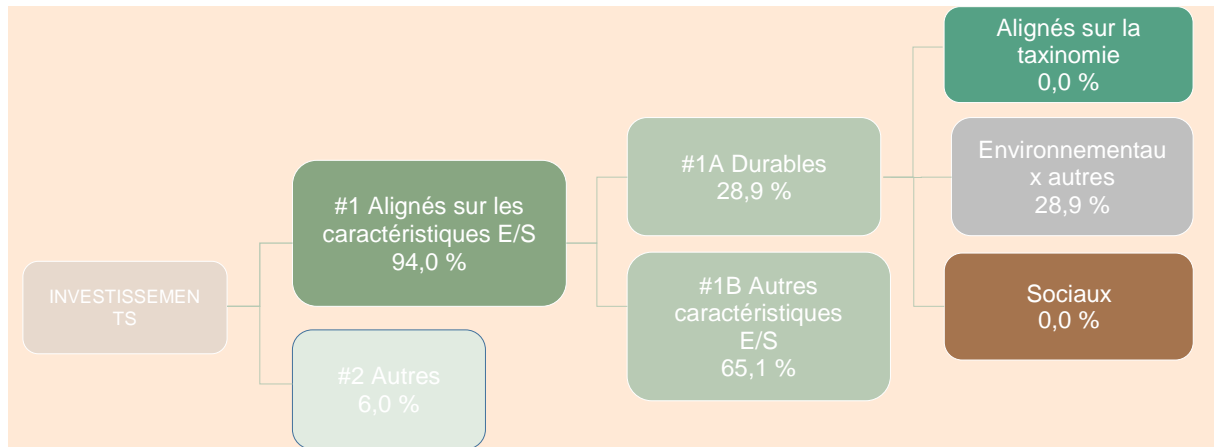 INVESTISSEMEN
TS
#1 Alignés sur les
caractéristiques E/S
94,0 %
#2 Autres
6,0 %
#1A Durables
28,9 %
#1B Autres
caractéristiques
E/S
65,1 %
Alignés sur la
taxinomie
0,0 %
Environnementau
x autres
28,9 %
Sociaux
0,0 %